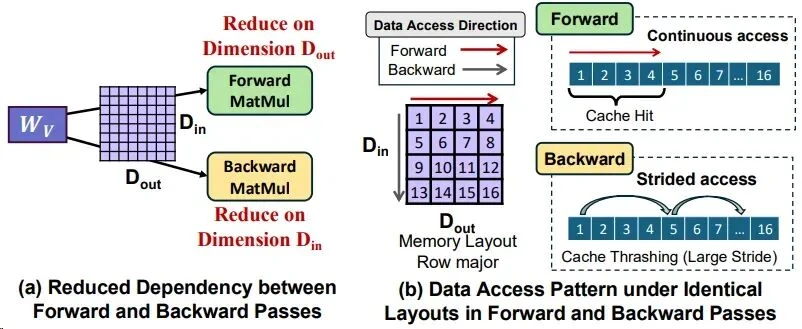 Reduce on
Dimension Dout
Forward
MatMul
WV
Din
Dout
Backward
MatMul
Reduce on
Dimension Din
(a) Reduced Dependency between
Forward and Backward Passes
Data Access Direction
Forward
Backward
1 2 3 4
5 6 7 8
9 10 11 12
13 14 15 16
Din
Dout
Memory Layout
Row major
Forward
Continuous access
1 2 3 4 5 6 7 ... 16
Cache Hit
Backward
Strided access
1 2 3 4 5 6 7 ... 16
Cache Thrashing (Large Stride)
(b) Data Access Pattern under Identical
Layouts in Forward and Backward Passes